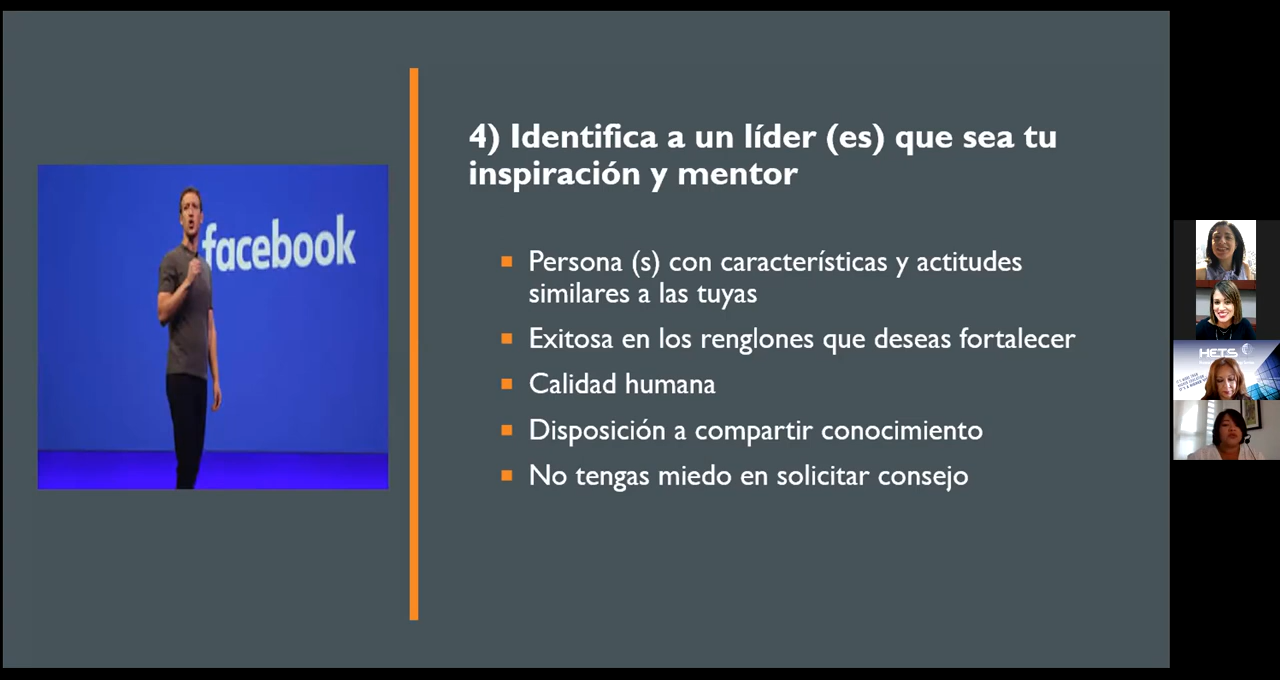 facebook
4) Identifica a un líder (es) que sea tu
inspiración y mentor
Persona (s) con características y actitudes
similares a las tuyas
Exitosa en los renglones que deseas fortalecer
Calidad humana
Disposición a compartir conocimiento
No tengas miedo en solicitar consejo
HETS